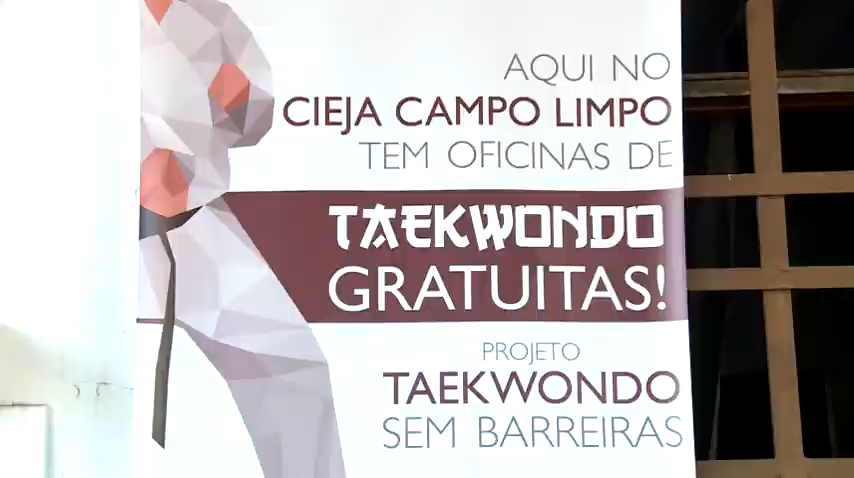 AQUI NO
CIEJA CAMPO LIMPO
TEM OFICINAS DE
TAEKWONDO
GRATUITAS!
PROJETO
TAEKWONDO
SEM BARREIRAS